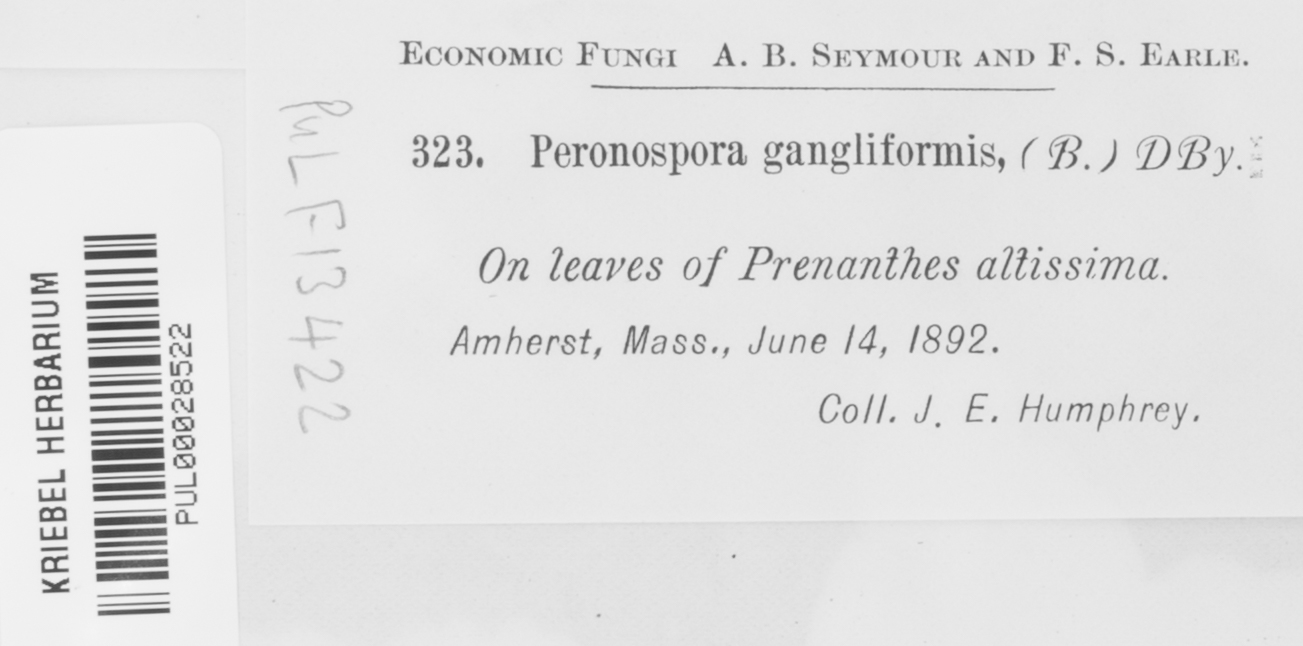 ECONOMIC FUNGI A. B. SEYMOUR AND F. S. EARLE.
323. Peronospora gangliformis, (B.) DBy.
On leaves of Prenanthes altissima.
Amherst, Mass., June 14, 1892.
Coll. J. E. Humphrey.
PUL F13422
KRIEBEL HERBARIUM
PUL00028522